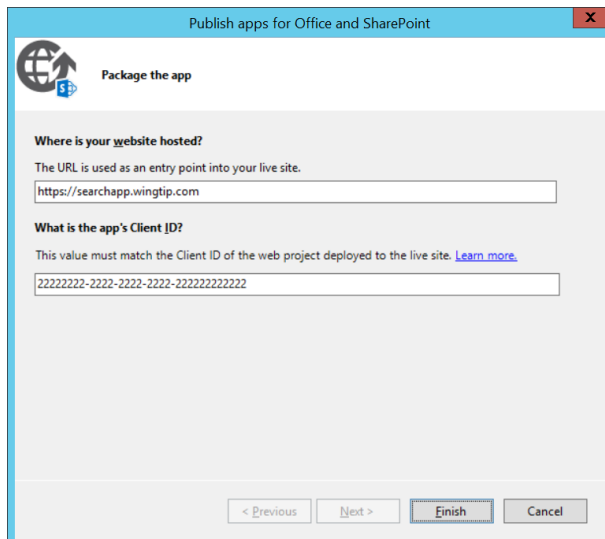 Publish apps for Office and SharePoint
X
Package the app
Where is your website hosted?
The URL is used as an entry point into your live site.
https://searchapp.wingtip.com
What is the app's Client ID?
This value must match the Client ID of the web project deployed to the live site. Learn more.
22222222-2222-2222-2222-222222222222
< Previous Next > Finish Cancel